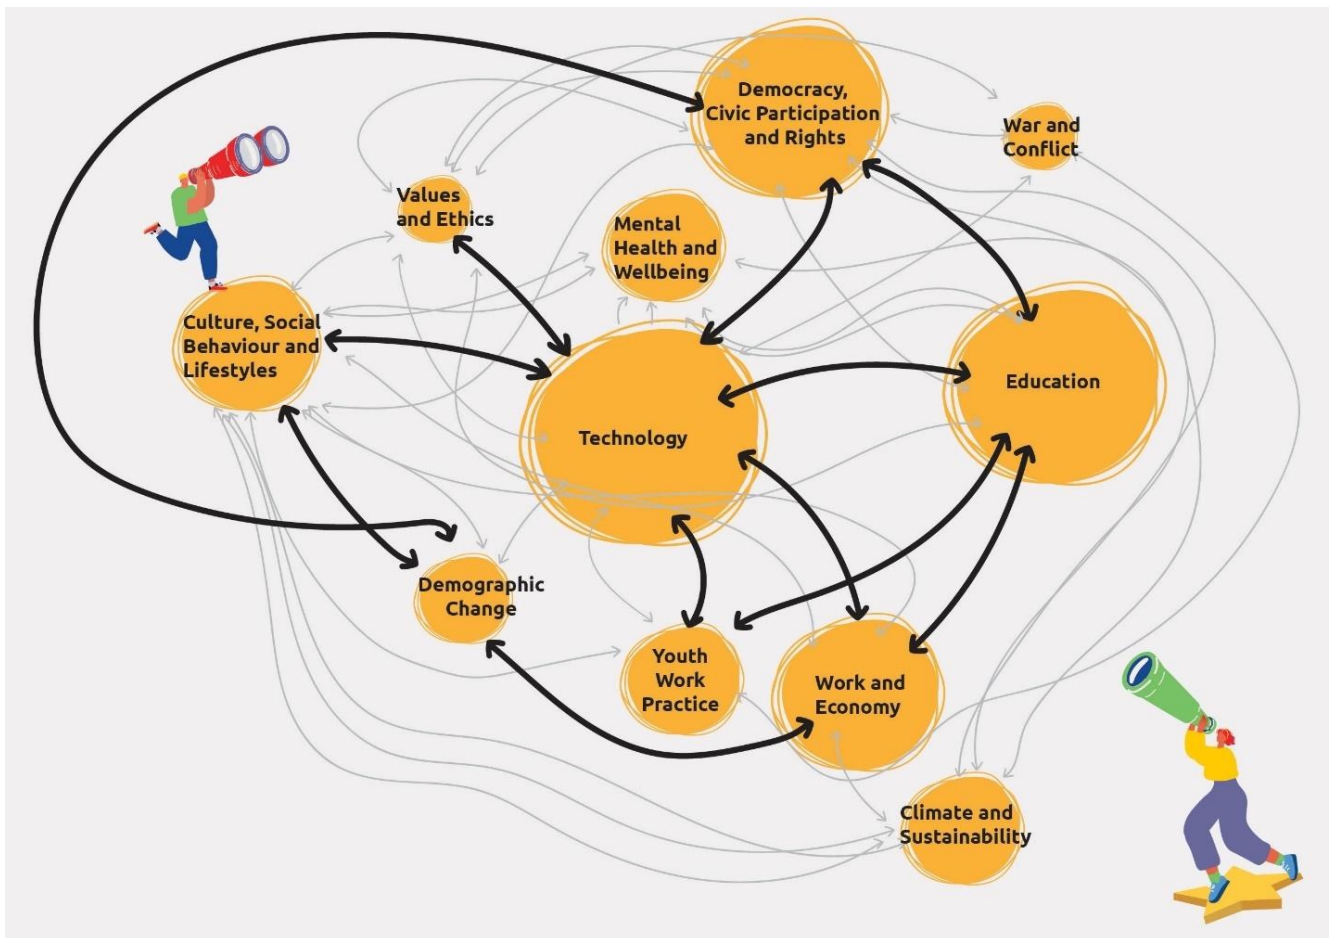 Democracy,
Civic Participation
and Rights
War and
Conflict
Values
and Ethics
Mental
Health and
Wellbeing
Culture, Social
Behaviour and
Lifestyles
Education
Technology
Demographic
Change
Youth
Work
Practice
Work and
Economy
Climate and
Sustainability